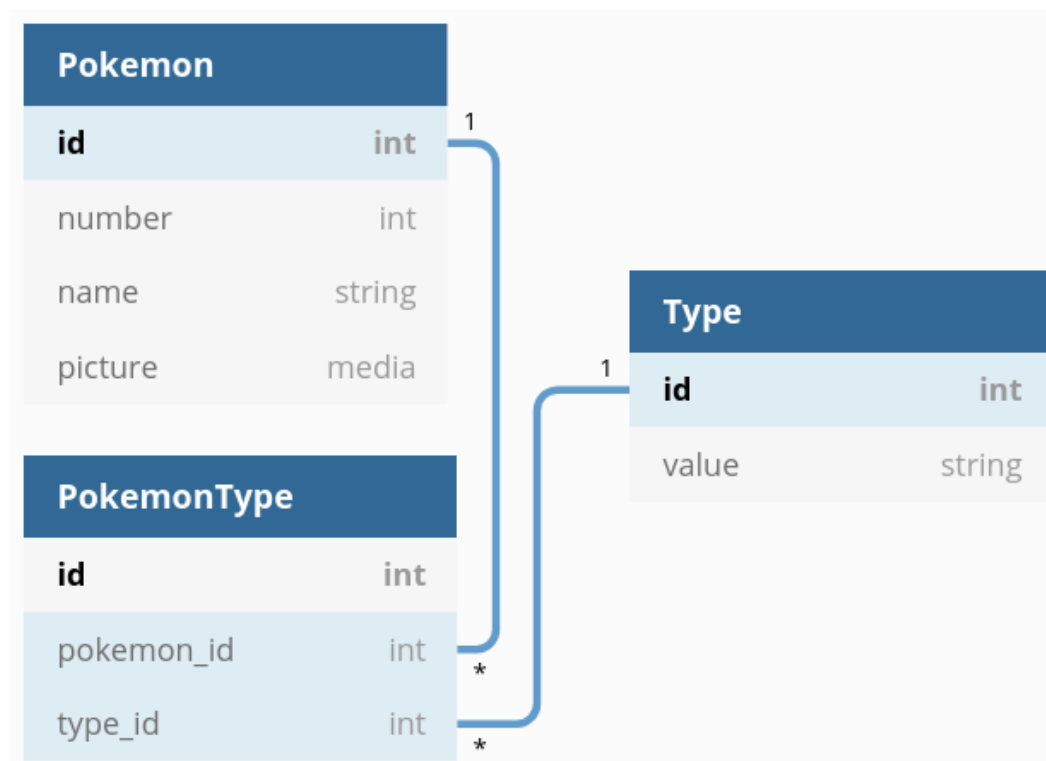 Pokemon
id int
number int
name string
picture media
1
PokemonType
id int
pokemon_id int
type_id int
*
*
1
Type
id int
value string